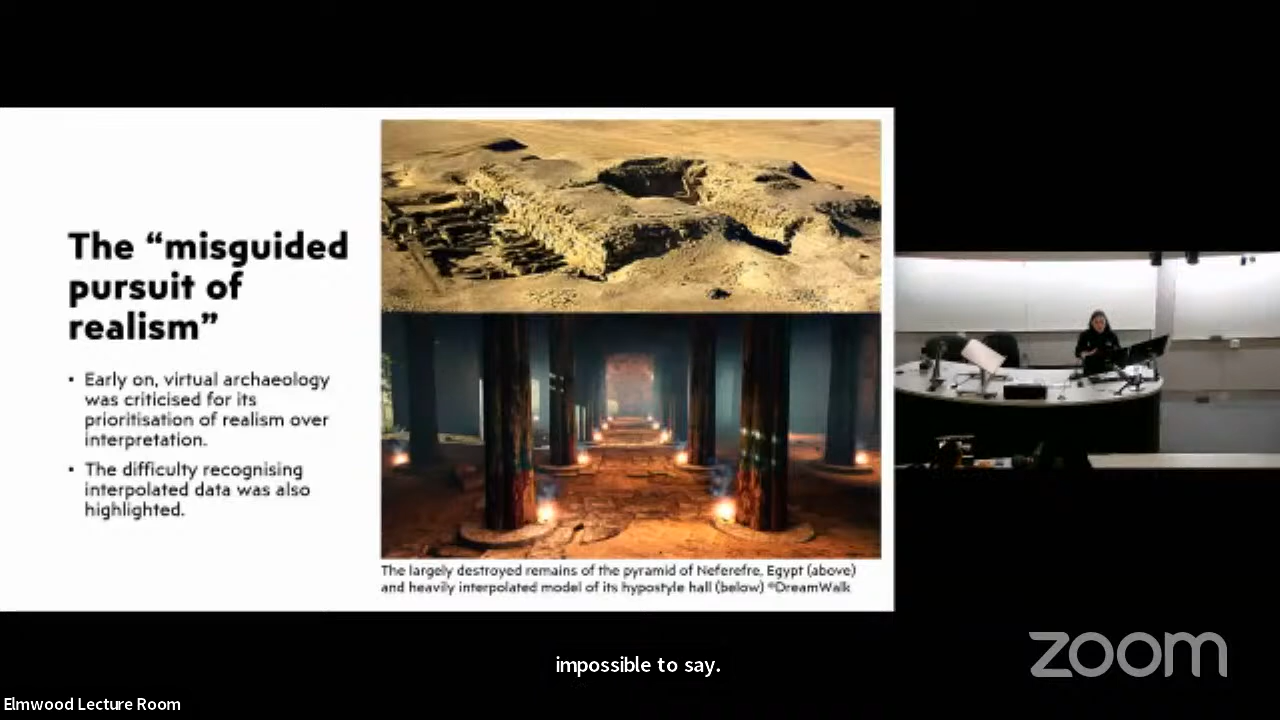 The “misguided
pursuit of
realism”
• Early on, virtual archaeology
was criticised for its
prioritisation of realism over
interpretation.
• The difficulty recognising
interpolated data was also
highlighted.
The largely destroyed remains of the pyramid of Neferefre, Egypt (above)
and heavily interpolated model of its hypostyle hall (below) ©DreamWalk
impossible to say.
zoom
Elmwood Lecture Room